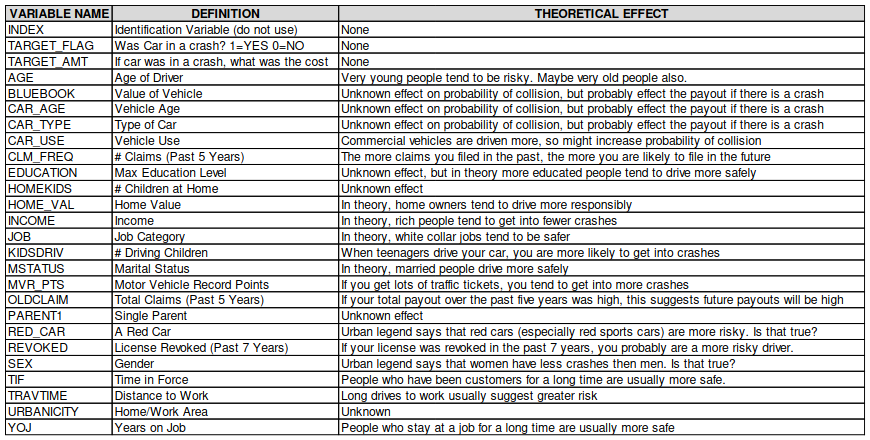 VARIABLE NAME DEFINITION THEORETICAL EFFECT
INDEX Identification Variable (do not use) None
TARGET_FLAG Was Car in a crash? 1=YES 0=NO None
TARGET_AMT If car was in a crash, what was the cost None
AGE Age of Driver Very young people tend to be risky. Maybe very old people also.
BLUEBOOK Value of Vehicle Unknown effect on probability of collision, but probably effect the payout if there is a crash
CAR_AGE Vehicle Age Unknown effect on probability of collision, but probably effect the payout if there is a crash
CAR_TYPE Type of Car Unknown effect on probability of collision, but probably effect the payout if there is a crash
CAR_USE Vehicle Use Commercial vehicles are driven more, so might increase probability of collision
CLM_FREQ # Claims (Past 5 Years) The more claims you filed in the past, the more you are likely to file in the future
EDUCATION Max Education Level Unknown effect, but in theory more educated people tend to drive more safely
HOMEKIDS # Children at Home Unknown effect
HOME_VAL Home Value In theory, home owners tend to drive more responsibly
INCOME Income In theory, rich people tend to get into fewer crashes
JOB Job Category In theory, white collar jobs tend to be safer
KIDSDRIV # Driving Children When teenagers drive your car, you are more likely to get into crashes
MSTATUS Marital Status In theory, married people drive more safely
MVR_PTS Motor Vehicle Record Points If you get lots of traffic tickets, you tend to get into more crashes
OLDCLAIM Total Claims (Past 5 Years) If your total payout over the past five years was high, this suggests future payouts will be high
PARENT1 Single Parent Unknown effect
RED_CAR A Red Car Urban legend says that red cars (especially red sports cars) are more risky. Is that true?
REVOKED License Revoked (Past 7 Years) If your license was revoked in the past 7 years, you probably are a more risky driver.
SEX Gender Urban legend says that women have less crashes then men. Is that true?
TIF Time in Force People who have been customers for a long time are usually more safe.
TRAVTIME Distance to Work Long drives to work usually suggest greater risk
URBANICITY Home/Work Area Unknown
YOJ Years on Job People who stay at a job for a long time are usually more safe